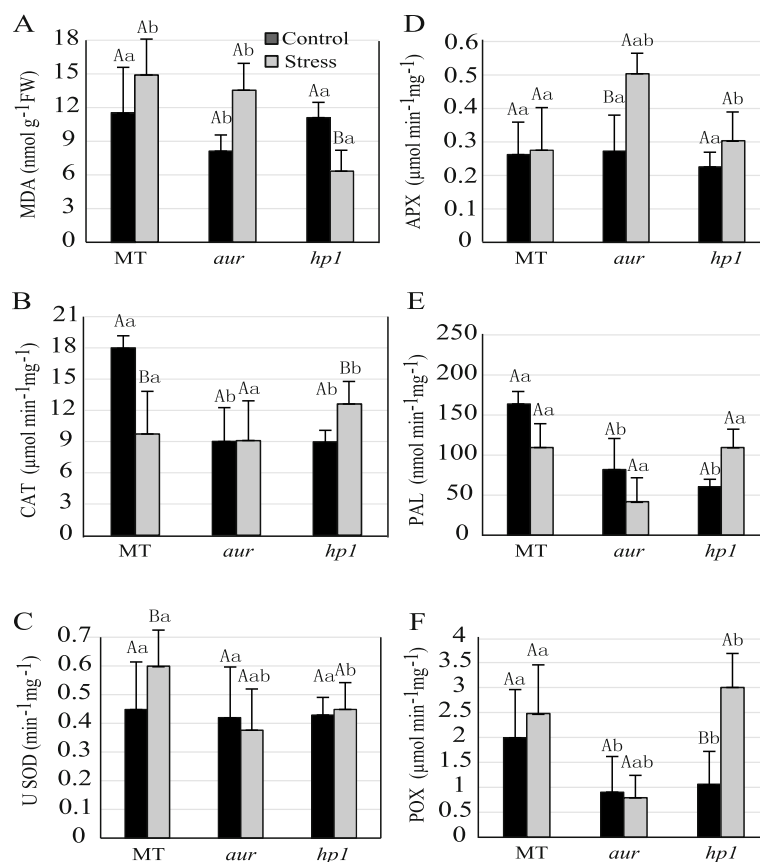 A
MDA (nmol g⁻¹FW)
18
15
12
9
6
3
0
Control
Stress
Aa
Ab
Ab
Ab
Aa
Ba
MT
aur
hp1
D
APX (µmol min⁻¹mg⁻¹)
0.6
0.5
0.4
0.3
0.2
0.1
0
Aa
Aa
Ba
Aab
Aa
Ab
MT
aur
hp1
B
CAT (µmol min⁻¹mg⁻¹)
21
18
15
12
9
6
3
0
Aa
Ba
Ab
Aa
Ab
Bb
MT
aur
hp1
E
PAL (nmol min⁻¹mg⁻¹)
250
200
150
100
50
0
Aa
Aa
Ab
Aa
Ab
Aa
MT
aur
hp1
C
U SOD (min⁻¹mg⁻¹)
0.7
0.6
0.5
0.4
0.3
0.2
0.1
0
Aa
Ba
Aa
Aab
Aa
Ab
MT
aur
hp1
F
POX (µmol min⁻¹mg⁻¹)
4
3.5
3
2.5
2
1.5
1
0.5
0
Aa
Aa
Ab
Aab
Bb
Ab
MT
aur
hp1